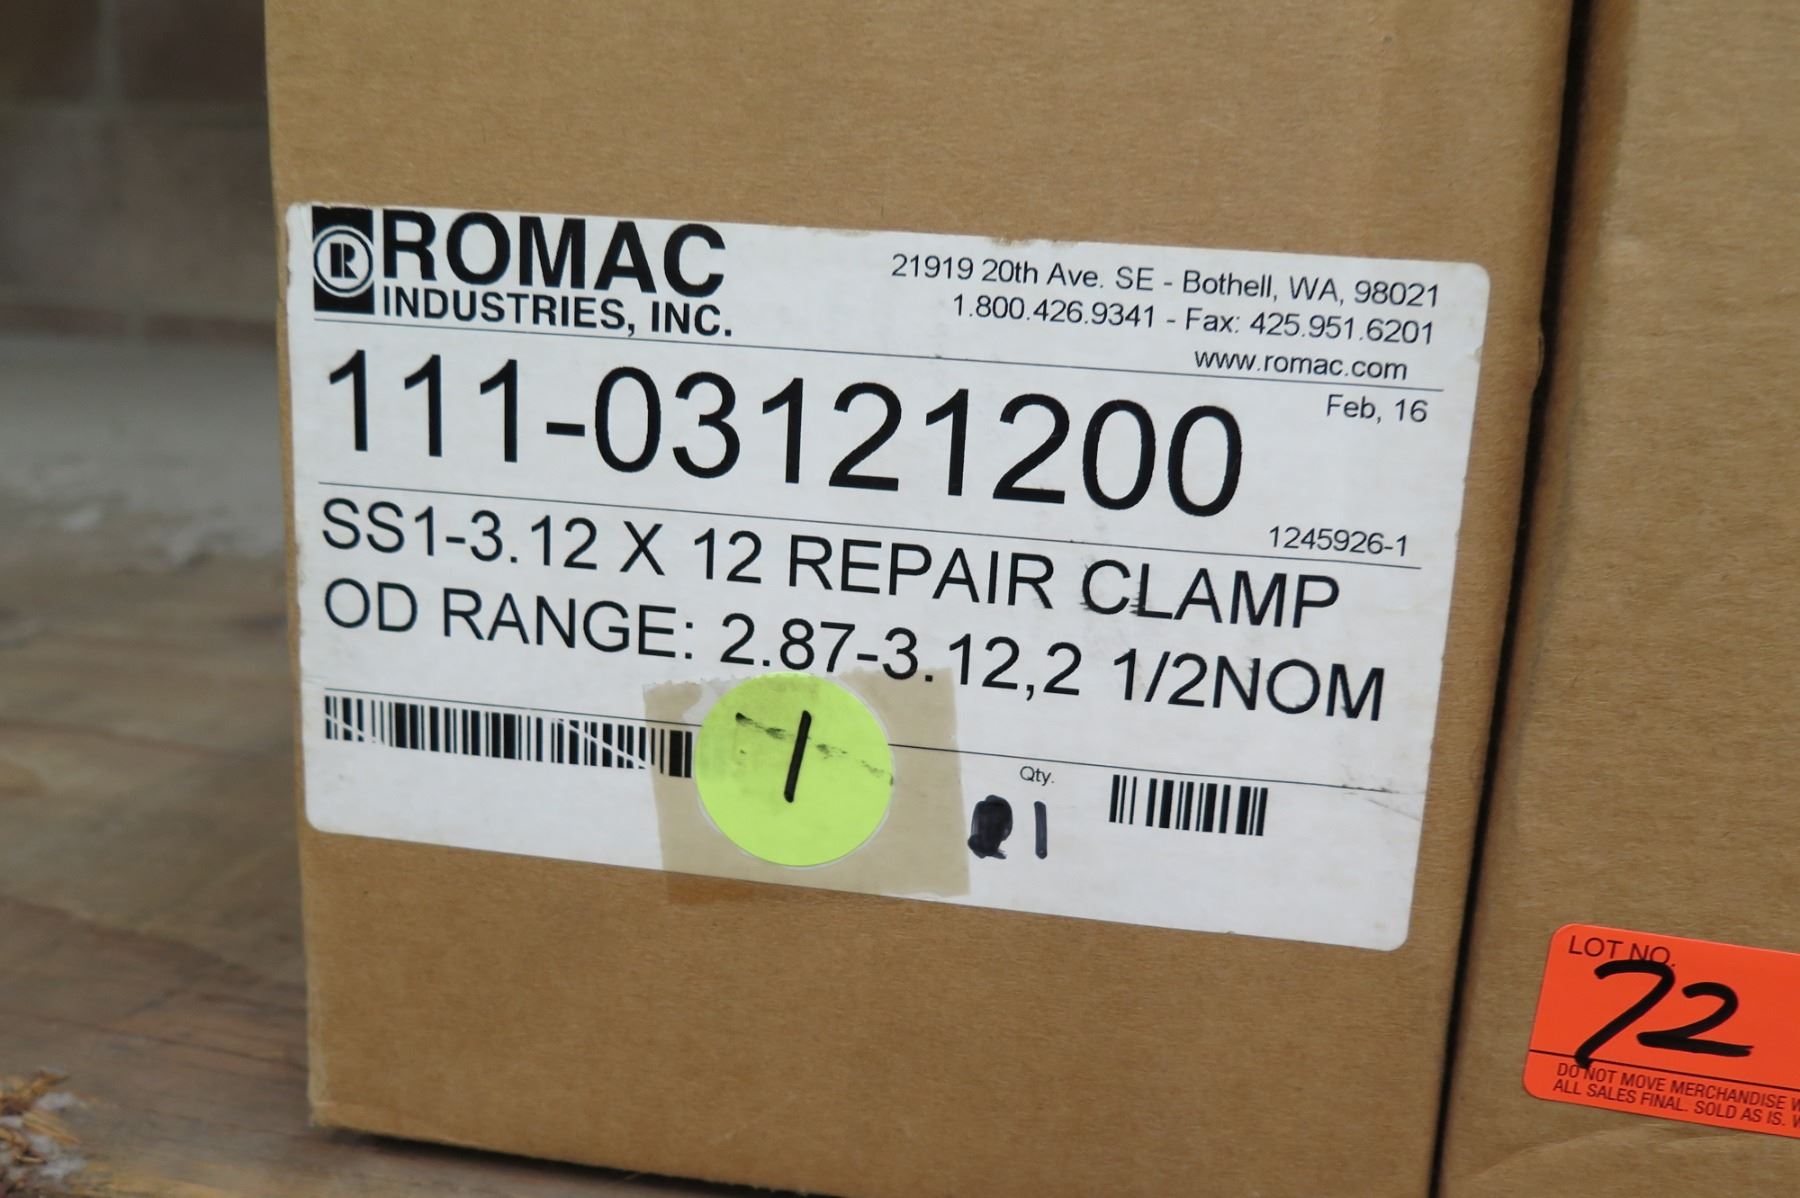 ROMAC
INDUSTRIES, INC.
21919 20th Ave. SE - Bothell, WA, 98021
1.800.426.9341 - Fax: 425.951.6201
www.romac.com
Feb, 16
111-03121200
1245926-1
SS1-3.12 X 12 REPAIR CLAMP
OD RANGE: 2.87-3.12,2 1/2NOM
1
Qty.
1
LOT NO.
72
DO NOT MOVE MERCHANDISE
ALL SALES FINAL. SOLD AS IS.